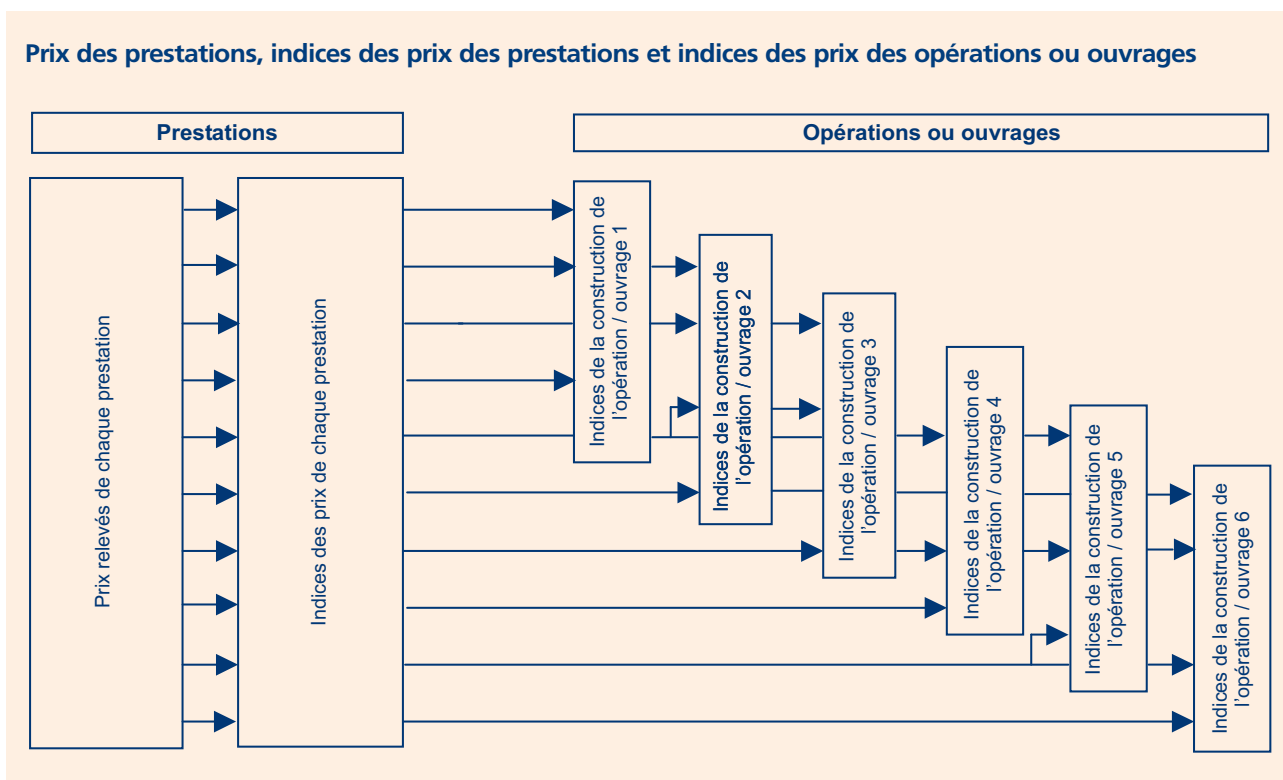 Prix des prestations, indices des prix des prestations et indices des prix des opérations ou ouvrages
Prestations
Opérations ou ouvrages
Prix relevés de chaque prestation
Indices des prix de chaque prestation
Indices de la construction de
l'opération / ouvrage 1
Indices de la construction de
l'opération / ouvrage 2
Indices de la construction de
l'opération / ouvrage 3
Indices de la construction de
l'opération / ouvrage 4
Indices de la construction de
l'opération / ouvrage 5
Indices de la construction de
l'opération / ouvrage 6